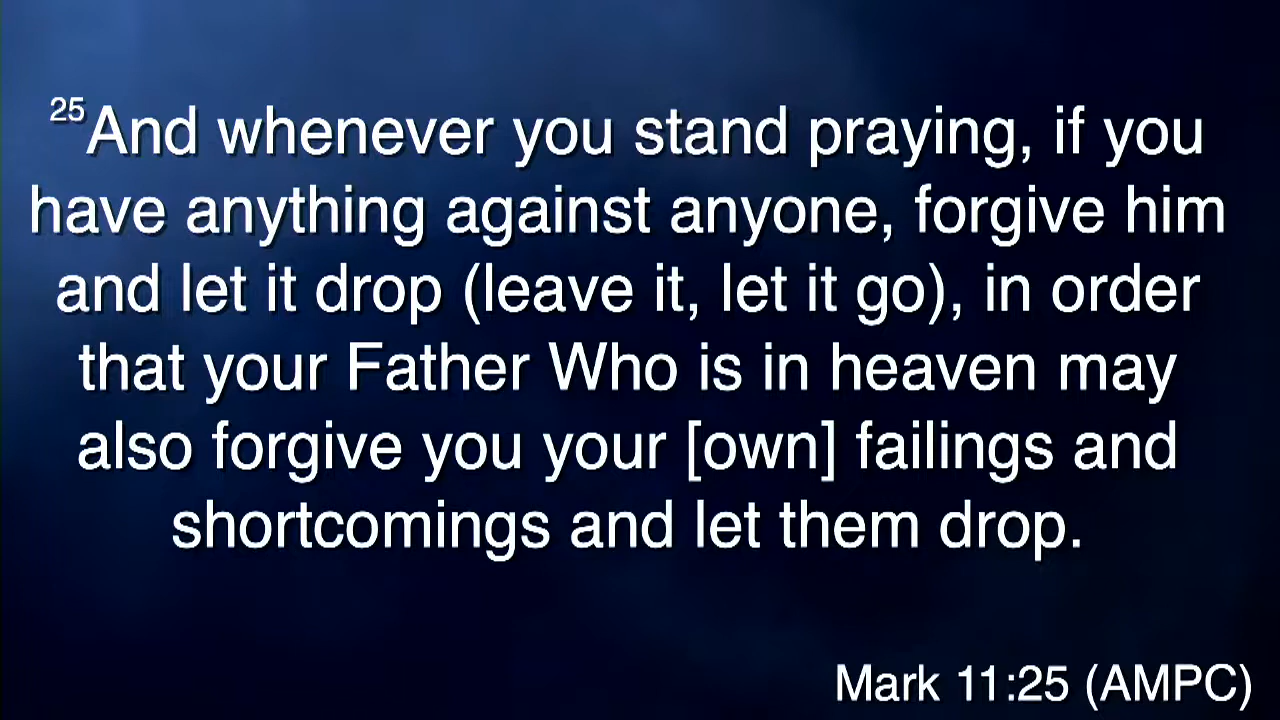 25And whenever you stand praying, if you
have anything against anyone, forgive him
and let it drop (leave it, let it go), in order
that your Father Who is in heaven may
also forgive you your [own] failings and
shortcomings and let them drop.
Mark 11:25 (AMPC)